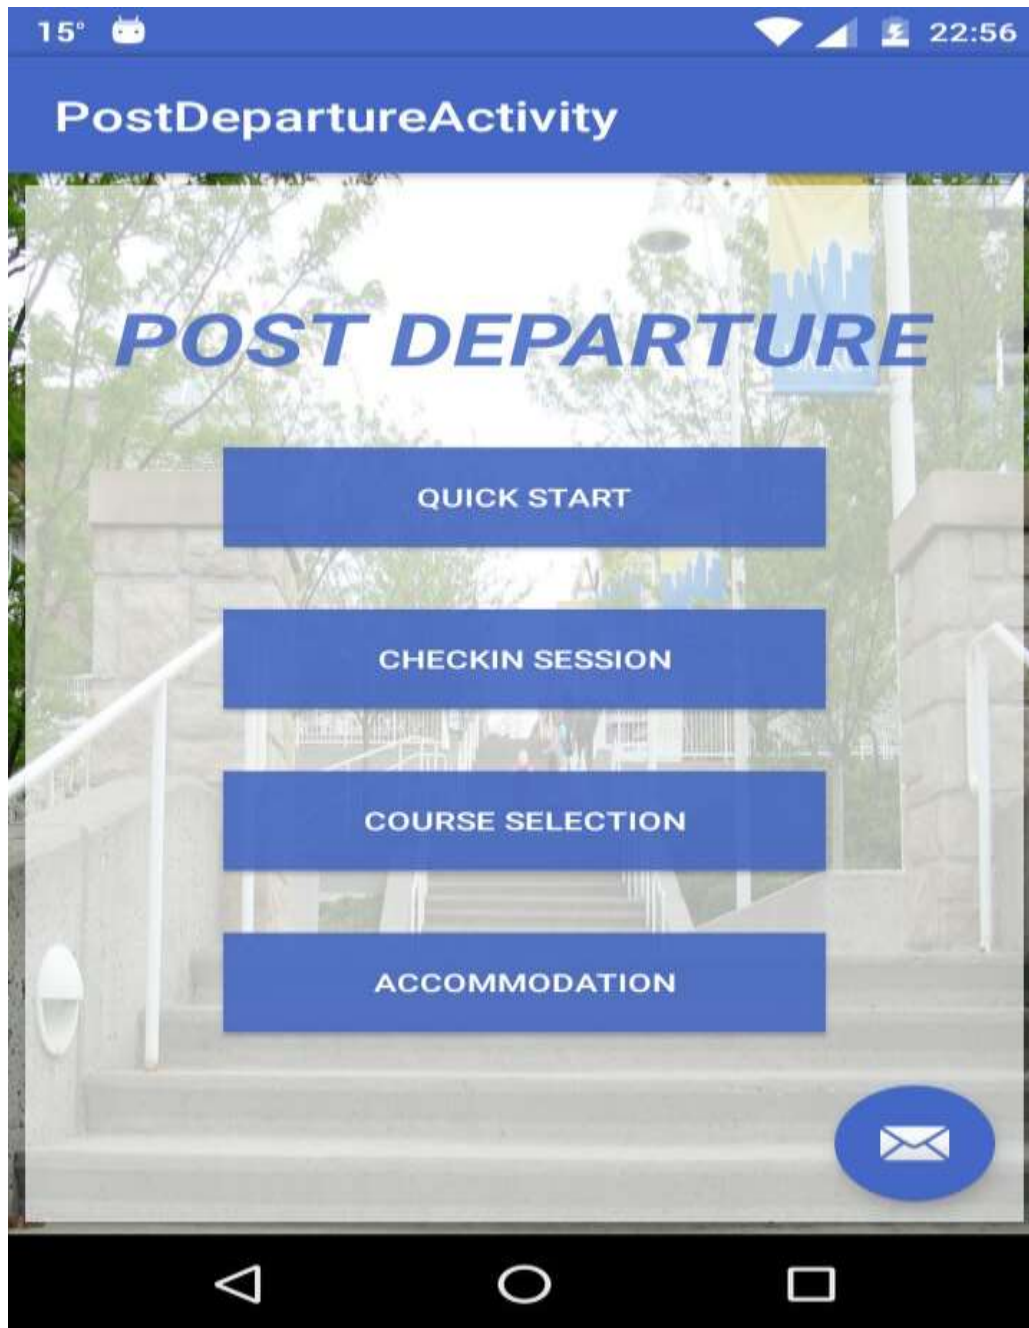 15°
22:56
PostDepartureActivity
POST DEPARTURE
QUICK START
CHECKIN SESSION
COURSE SELECTION
ACCOMMODATION